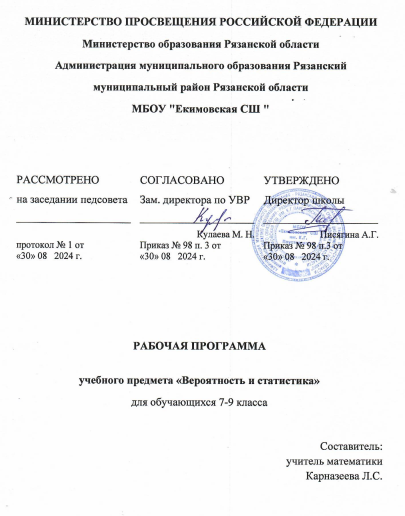 МИНИСТЕРСТВО ПРОСВЕЩЕНИЯ РОССИЙСКОЙ ФЕДЕРАЦИИ
Министерство образования Рязанской области
Администрация муниципального образования Рязанский
муниципальный район Рязанской области
МБОУ "Екимовская СШ "
РАССМОТРЕНО
на заседании педсовета
протокол № 1 от
«30» 08 2024 г.
СОГЛАСОВАНО
Зам. директора по УВР
Кулаева М. Н.
Приказ № 98 п. 3 от
«30» 08 2024 г.
УТВЕРЖДЕНО
Директор школы
Писягина А.Г.
Приказ № 98 п.3 от
«30» 08 2024 г.
РАБОЧАЯ ПРОГРАММА
учебного предмета «Вероятность и статистика»
для обучающихся 7-9 класса
Составитель:
учитель математики
Карназеева Л.С.